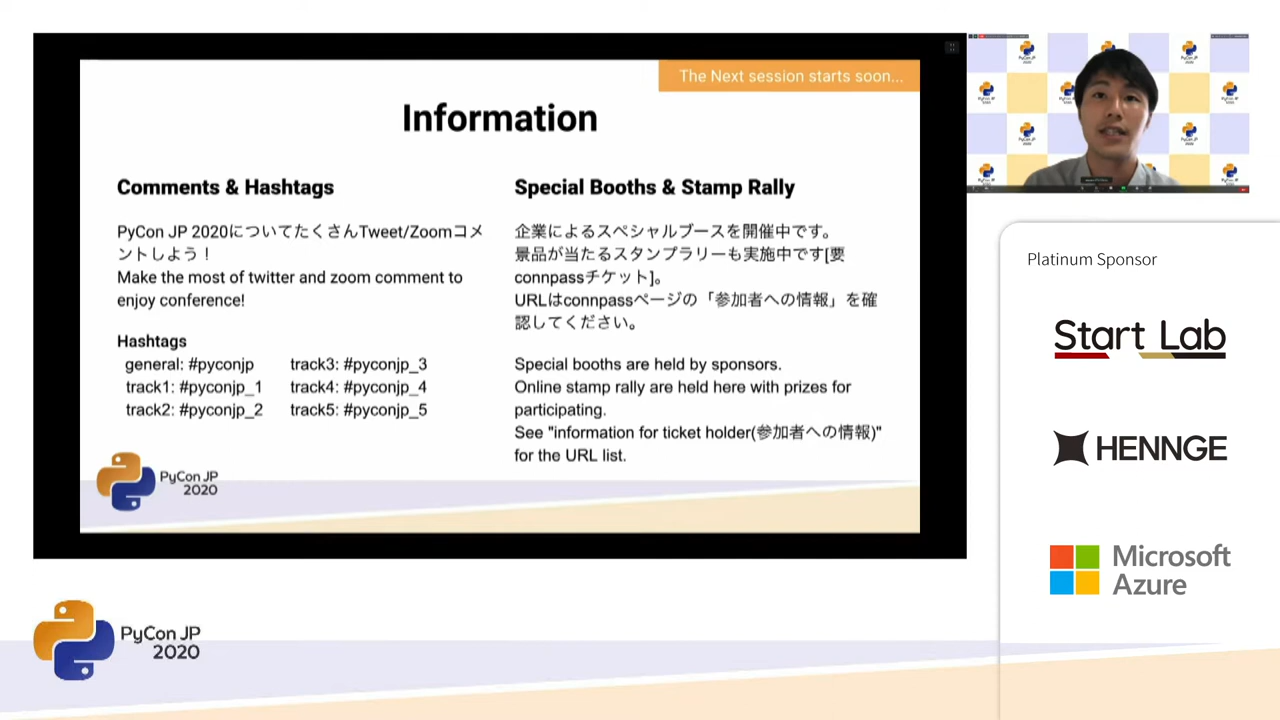 The Next session starts soon...
Information
Comments & Hashtags
PyCon JP 2020についてたくさんTweet/Zoomコメ
ントしよう！
Make the most of twitter and zoom comment to
enjoy conference!
Hashtags
general: #pyconjp
track3: #pyconjp_3
track1: #pyconjp_1
track4: #pyconjp_4
track2: #pyconjp_2
track5: #pyconjp_5
Special Booths & Stamp Rally
企業によるスペシャルブースを開催中です。
景品が当たるスタンプラリーも実施中です[要
connpassチケット]。
URLはconnpassページの「参加者への情報」を確
認してください。
Special booths are held by sponsors.
Online stamp rally are held here with prizes for
participating.
See "information for ticket holder(参加者への情報)"
for the URL list.
PyCon JP
2020
Platinum Sponsor
Start Lab
HENNGE
Microsoft
Azure
PyCon JP
2020